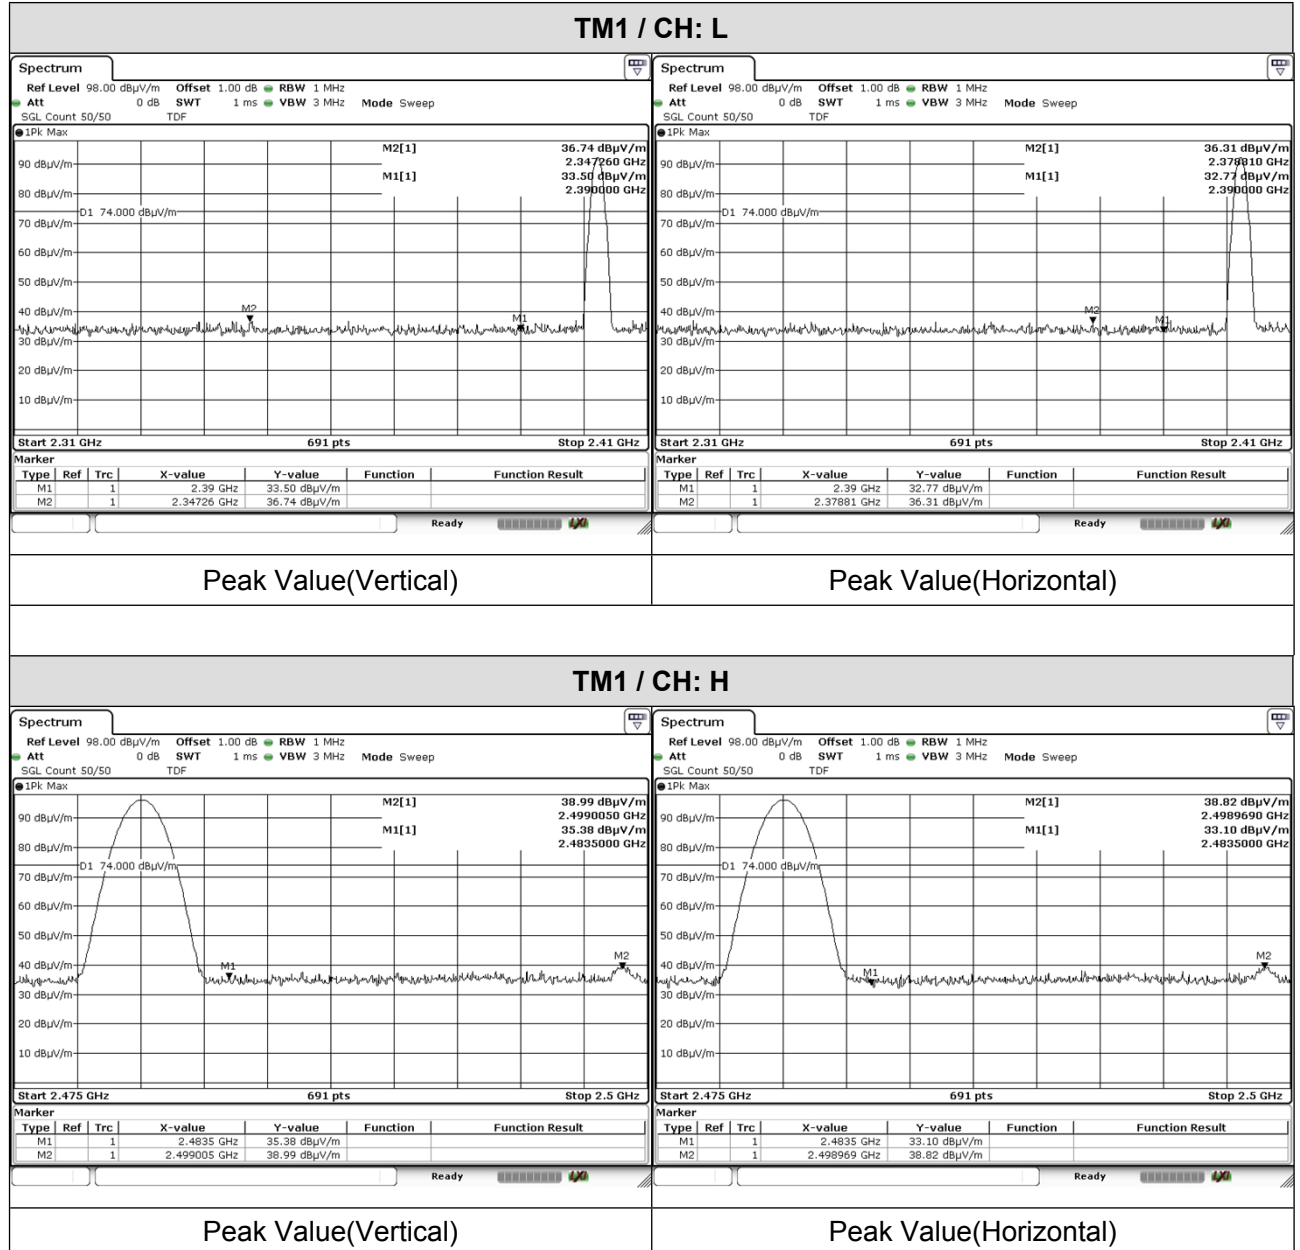 TM1 / CH: L
Spectrum
Ref Level 98.00 dBµV/m Offset 1.00 dB RBW 1 MHz
Att 0 dB SWT 1 ms VBW 3 MHz Mode Sweep
SGL Count 50/50 TDF
1Pk Max
M2[1] 36.74 dBµV/m
2.347260 GHz
90 dBµV/m
M1[1] 33.50 dBµV/m
2.390000 GHz
80 dBµV/m
D1 74.000 dBµV/m
70 dBµV/m
60 dBµV/m
50 dBµV/m
40 dBµV/m
M2
M1
30 dBµV/m
20 dBµV/m
10 dBµV/m
Start 2.31 GHz 691 pts Stop 2.41 GHz
Marker
Type Ref Trc X-value Y-value Function Function Result
M1 1 2.39 GHz 33.50 dBµV/m
M2 1 2.34726 GHz 36.74 dBµV/m
Ready LXI
Peak Value(Vertical)
Spectrum
Ref Level 98.00 dBµV/m Offset 1.00 dB RBW 1 MHz
Att 0 dB SWT 1 ms VBW 3 MHz Mode Sweep
SGL Count 50/50 TDF
1Pk Max
M2[1] 36.31 dBµV/m
2.378810 GHz
90 dBµV/m
M1[1] 32.77 dBµV/m
2.390000 GHz
80 dBµV/m
D1 74.000 dBµV/m
70 dBµV/m
60 dBµV/m
50 dBµV/m
40 dBµV/m
M2
M1
30 dBµV/m
20 dBµV/m
10 dBµV/m
Start 2.31 GHz 691 pts Stop 2.41 GHz
Marker
Type Ref Trc X-value Y-value Function Function Result
M1 1 2.39 GHz 32.77 dBµV/m
M2 1 2.37881 GHz 36.31 dBµV/m
Ready LXI
Peak Value(Horizontal)
TM1 / CH: H
Spectrum
Ref Level 98.00 dBµV/m Offset 1.00 dB RBW 1 MHz
Att 0 dB SWT 1 ms VBW 3 MHz Mode Sweep
SGL Count 50/50 TDF
1Pk Max
M2[1] 38.99 dBµV/m
2.4990050 GHz
90 dBµV/m
M1[1] 35.38 dBµV/m
2.4835000 GHz
80 dBµV/m
D1 74.000 dBµV/m
70 dBµV/m
60 dBµV/m
50 dBµV/m
M2
40 dBµV/m
M1
30 dBµV/m
20 dBµV/m
10 dBµV/m
Start 2.475 GHz 691 pts Stop 2.5 GHz
Marker
Type Ref Trc X-value Y-value Function Function Result
M1 1 2.4835 GHz 35.38 dBµV/m
M2 1 2.499005 GHz 38.99 dBµV/m
Ready LXI
Peak Value(Vertical)
Spectrum
Ref Level 98.00 dBµV/m Offset 1.00 dB RBW 1 MHz
Att 0 dB SWT 1 ms VBW 3 MHz Mode Sweep
SGL Count 50/50 TDF
1Pk Max
M2[1] 38.82 dBµV/m
2.4989690 GHz
90 dBµV/m
M1[1] 33.10 dBµV/m
2.4835000 GHz
80 dBµV/m
D1 74.000 dBµV/m
70 dBµV/m
60 dBµV/m
50 dBµV/m
M2
40 dBµV/m
M1
30 dBµV/m
20 dBµV/m
10 dBµV/m
Start 2.475 GHz 691 pts Stop 2.5 GHz
Marker
Type Ref Trc X-value Y-value Function Function Result
M1 1 2.4835 GHz 33.10 dBµV/m
M2 1 2.498969 GHz 38.82 dBµV/m
Ready LXI
Peak Value(Horizontal)